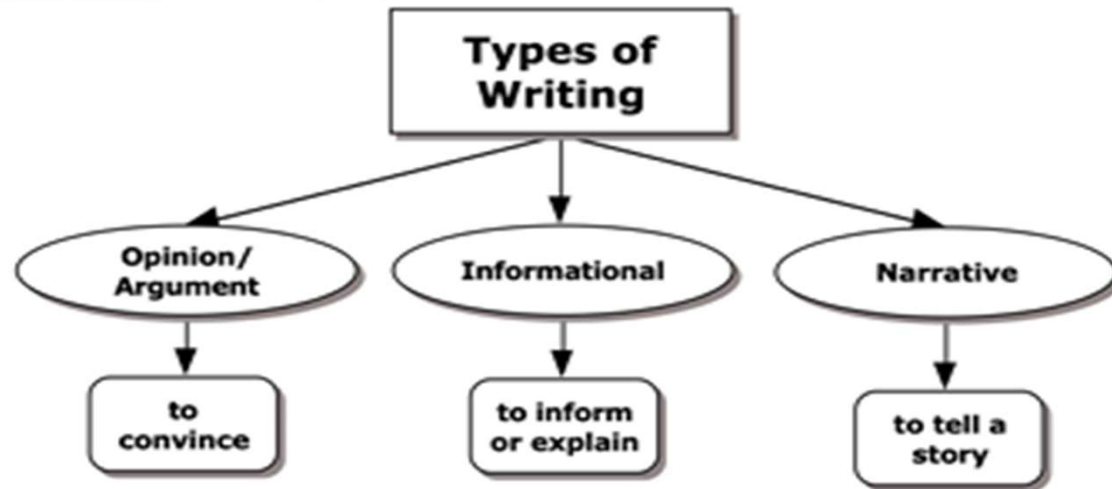 Types of
Writing
Opinion/
Argument
Informational
Narrative
to
convince
to inform
or explain
to tell a
story